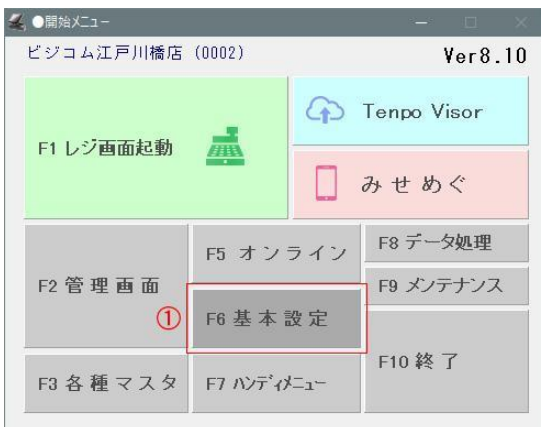 ●開始メニュー
ビジコム江戸川橋店 (0002)
Ver8.10
F1 レジ画面起動
Tenpo Visor
みせめぐ
F2 管理画面
F5 オンライン
F8 データ処理
F9 メンテナンス
①
F6 基本設定
F3 各種マスタ
F7 ハンディメニュー
F10 終了